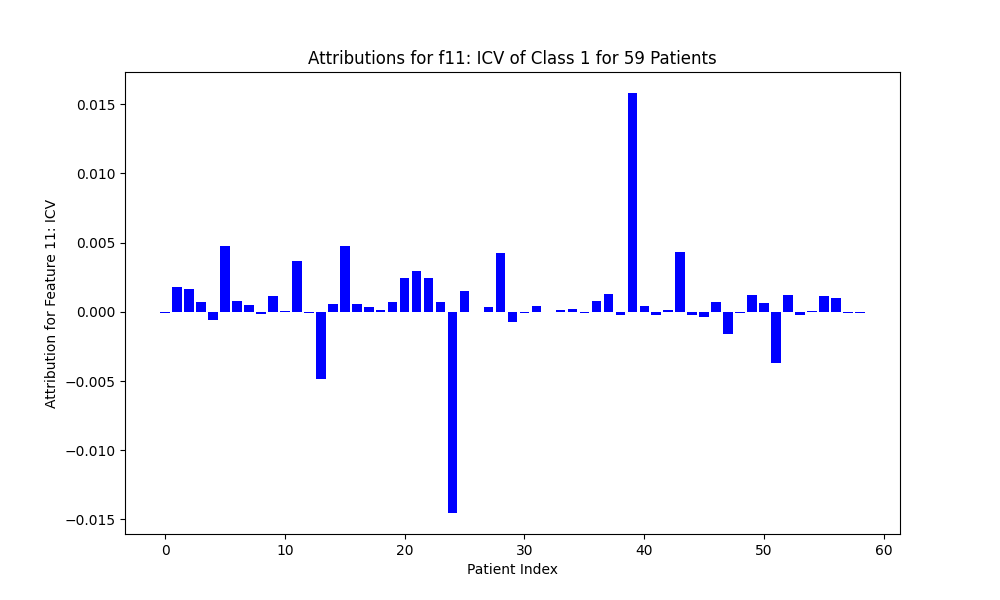 Attributions for f11: ICV of Class 1 for 59 Patients
Attribution for Feature 11: ICV
0.015
0.010
0.005
0.000
−0.005
−0.010
−0.015
0 10 20 30 40 50 60
Patient Index